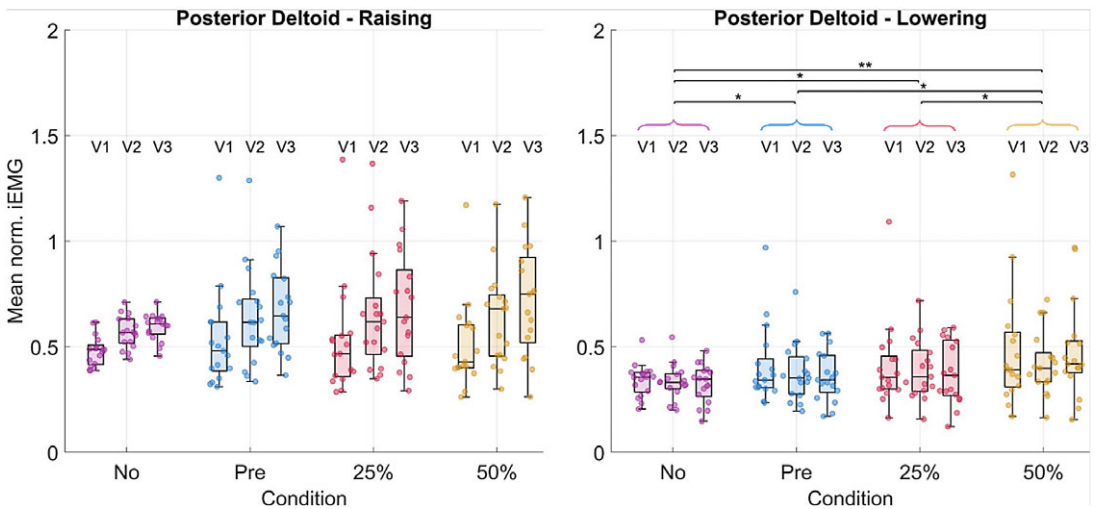 Posterior Deltoid - Raising
Mean norm. iEMG
2
1.5
1
0.5
0
V1 V2 V3
V1 V2 V3
V1 V2 V3
V1 V2 V3
No Pre 25% 50%
Condition
Posterior Deltoid - Lowering
2
1.5
1
0.5
0
**
*
*
*
*
V1 V2 V3
V1 V2 V3
V1 V2 V3
V1 V2 V3
No Pre 25% 50%
Condition